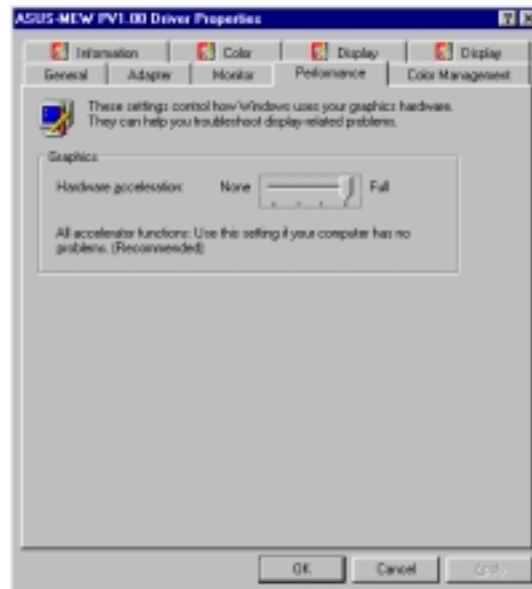 ASUS-MEW PV1.00 Driver Properties
Information Color Display Display
General Adapter Monitor Performance Color Management
These settings control how Windows uses your graphics hardware.
They can help you troubleshoot display-related problems.
Graphics
Hardware acceleration: None Full
All accelerator functions: Use this setting if your computer has no
problems. (Recommended)
OK Cancel Apply